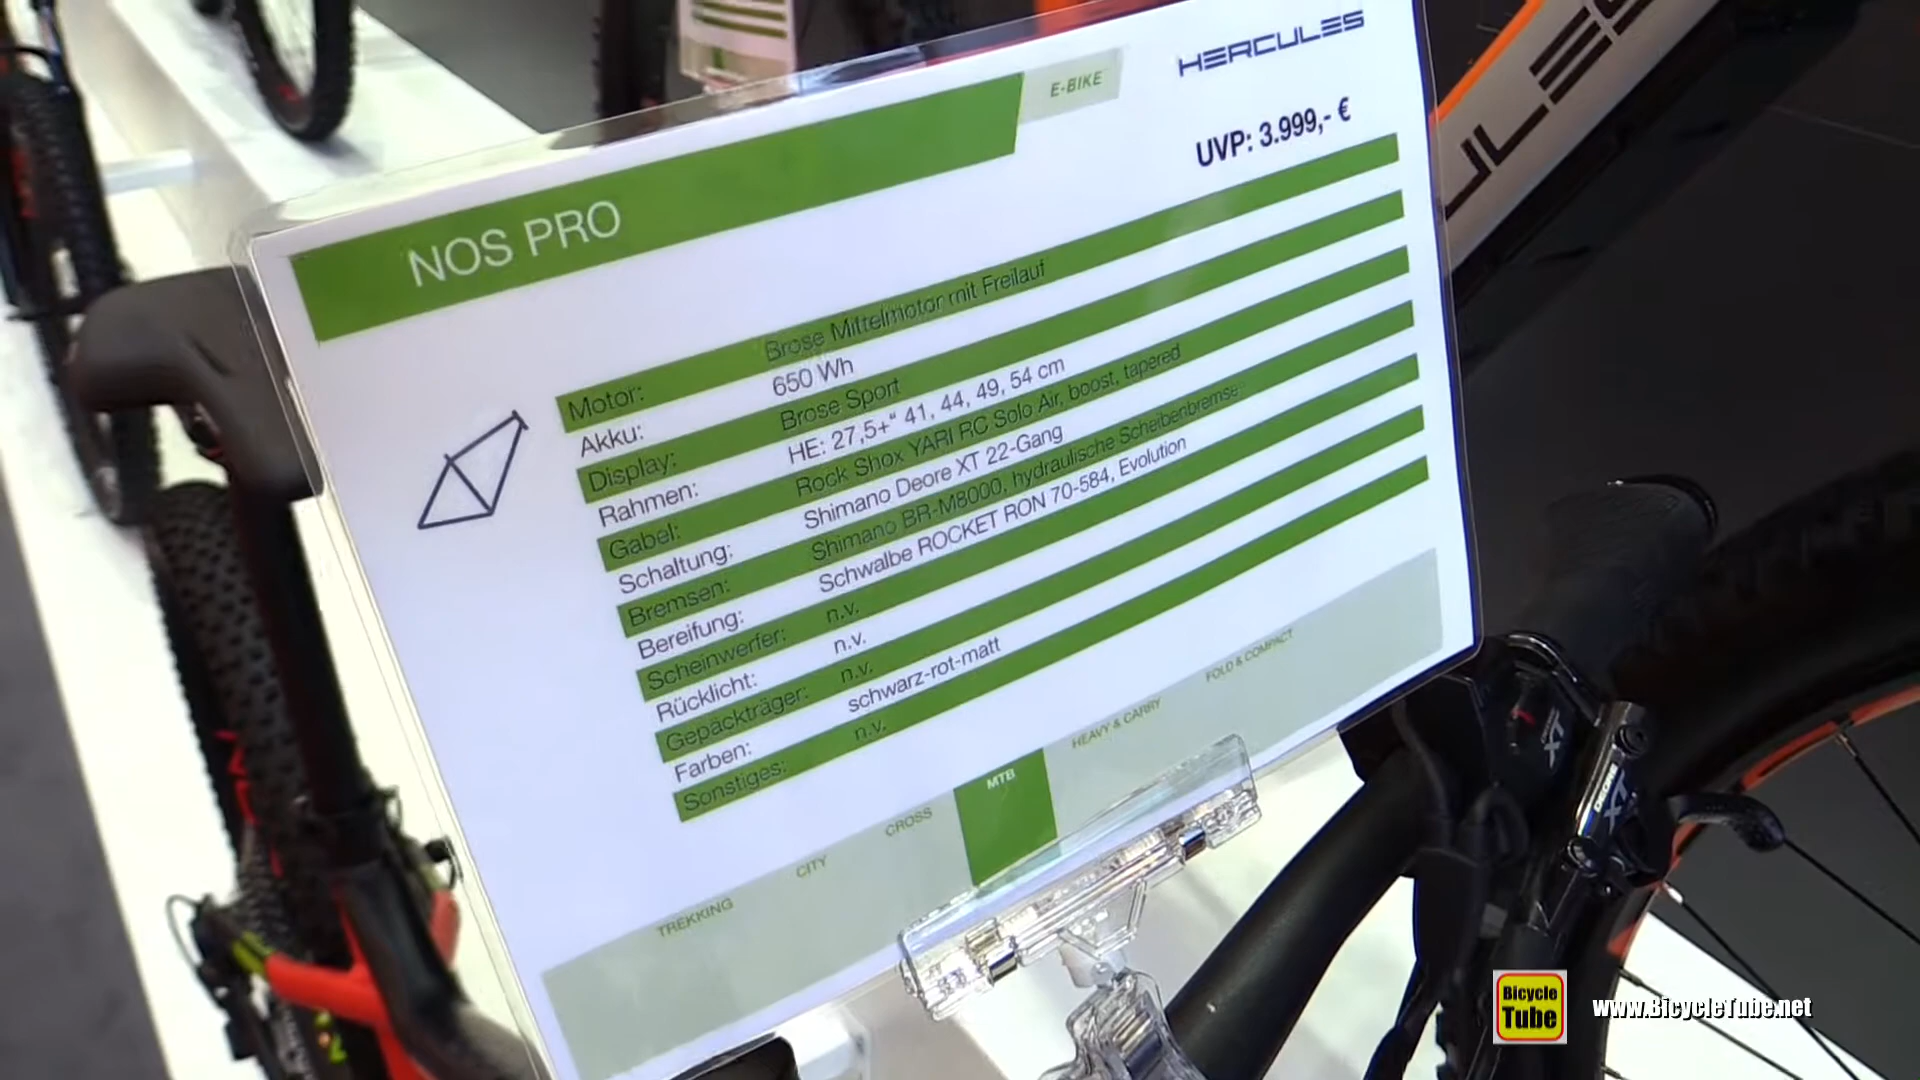 HERCULES
E-BIKE
UVP: 3.999,- €
NOS PRO
Motor: Brose Mittelmotor mit Freilauf
Akku: 650 Wh
Display: Brose Sport
Rahmen: HE: 27,5+" 41, 44, 49, 54 cm
Gabel: Rock Shox YARI RC Solo Air, boost, tapered
Schaltung: Shimano Deore XT 22-Gang
Bremsen: Shimano BR-M8000, hydraulische Scheibenbremse
Bereifung: Schwalbe ROCKET RON 70-584, Evolution
Scheinwerfer: n.v.
Rücklicht: n.v.
Gepäckträger: n.v.
Farben: schwarz-rot-matt
Sonstiges: n.v.
TREKKING CITY CROSS MTB HEAVY & CARRY FOLD & COMPACT
XT
DEORE XT
Bicycle
Tube
www.BicycleTube.net